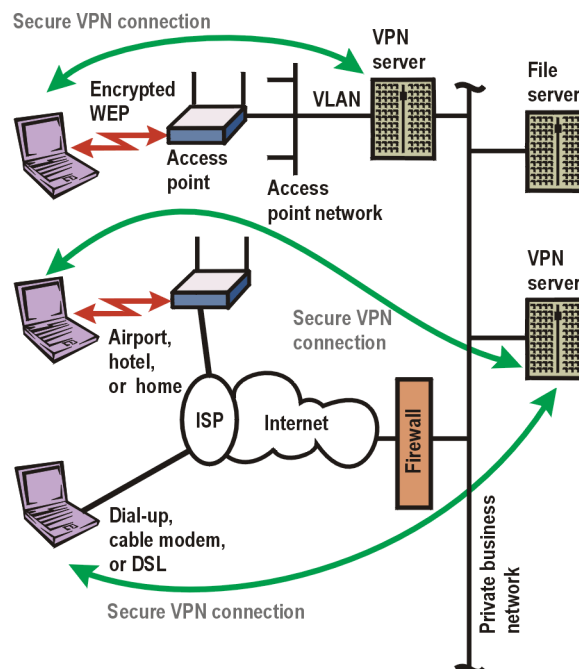 Secure VPN connection
VPN
server
File
server
Encrypted
WEP
VLAN
Access
point
Access
point network
VPN
server
Secure VPN
connection
Airport,
hotel,
or home
ISP
Internet
Firewall
Dial-up,
cable modem,
or DSL
Secure VPN connection
Private business
network